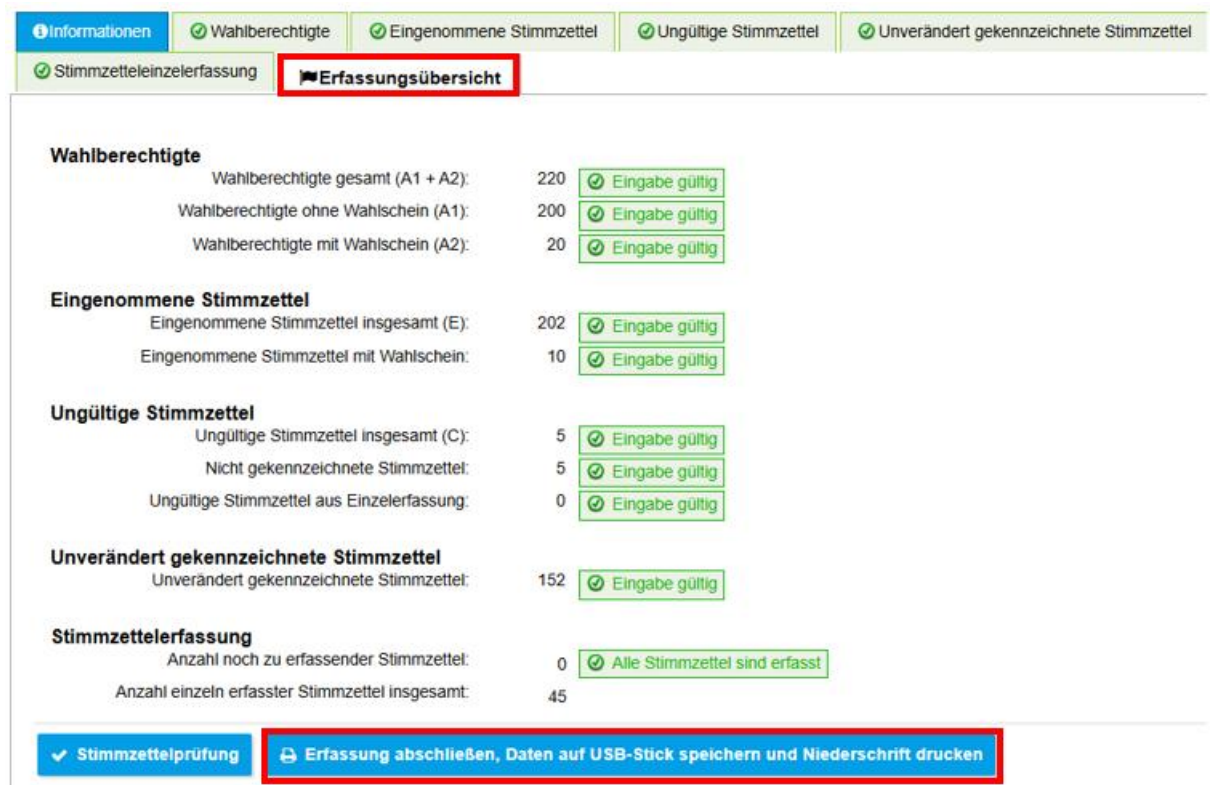 Informationen Wahlberechtigte Eingenommene Stimmzettel Ungültige Stimmzettel Unverändert gekennzeichnete Stimmzettel
Stimmzetteleinzelerfassung Erfassungsübersicht
Wahlberechtigte
Wahlberechtigte gesamt (A1 + A2): 220 Eingabe gültig
Wahlberechtigte ohne Wahlschein (A1): 200 Eingabe gültig
Wahlberechtigte mit Wahlschein (A2): 20 Eingabe gültig
Eingenommene Stimmzettel
Eingenommene Stimmzettel insgesamt (E): 202 Eingabe gültig
Eingenommene Stimmzettel mit Wahlschein: 10 Eingabe gültig
Ungültige Stimmzettel
Ungültige Stimmzettel insgesamt (C): 5 Eingabe gültig
Nicht gekennzeichnete Stimmzettel: 5 Eingabe gültig
Ungültige Stimmzettel aus Einzelerfassung: 0 Eingabe gültig
Unverändert gekennzeichnete Stimmzettel
Unverändert gekennzeichnete Stimmzettel: 152 Eingabe gültig
Stimmzettelerfassung
Anzahl noch zu erfassender Stimmzettel: 0 Alle Stimmzettel sind erfasst
Anzahl einzeln erfasster Stimmzettel insgesamt: 45
Stimmzettelprüfung Erfassung abschließen, Daten auf USB-Stick speichern und Niederschrift drucken